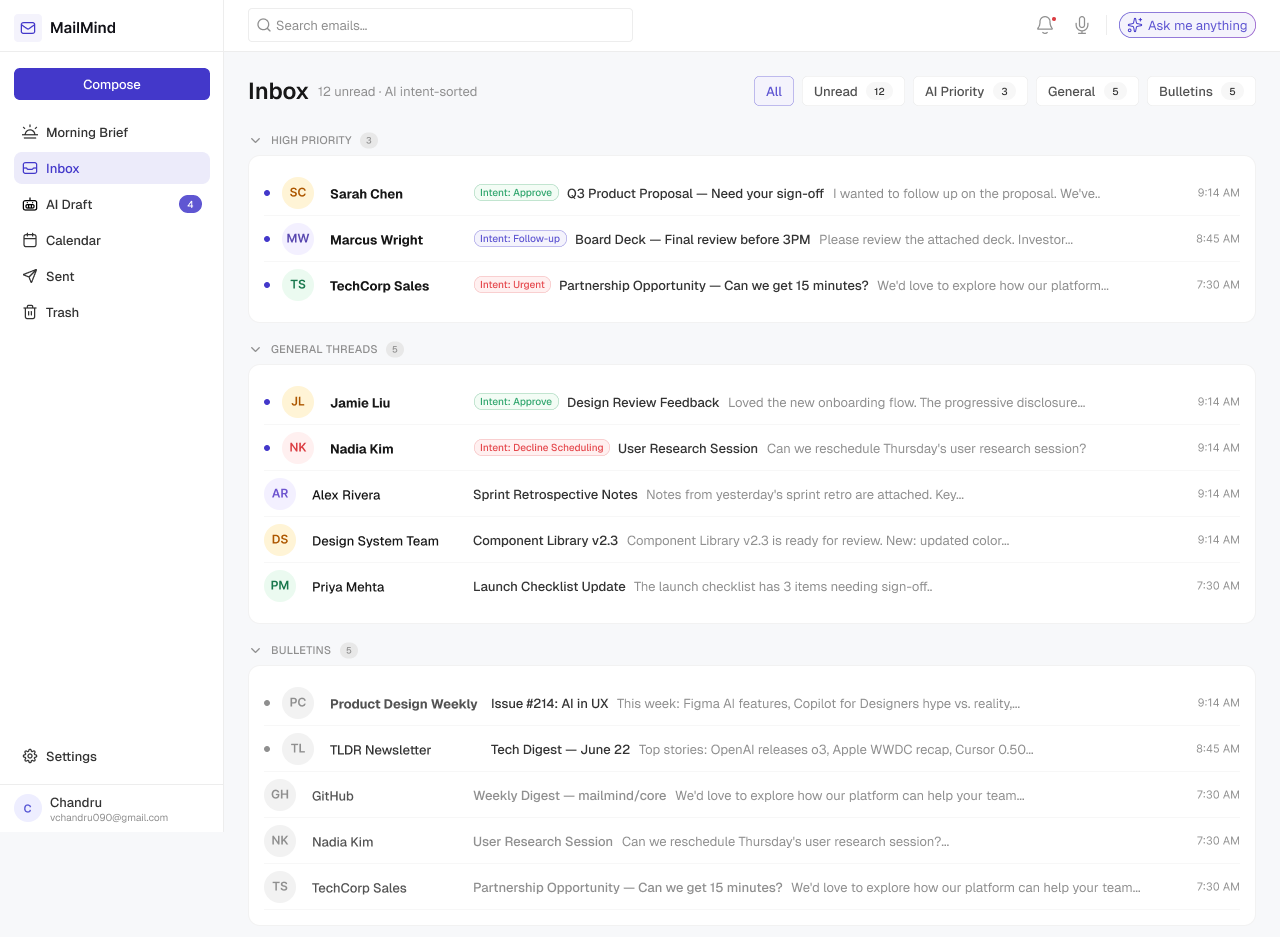 MailMind
Search emails...
Ask me anything
Compose
Morning Brief
Inbox
AI Draft 4
Calendar
Sent
Trash
Settings
C
Chandru
vchandru090@gmail.com
Inbox 12 unread · AI intent-sorted
All Unread 12 AI Priority 3 General 5 Bulletins 5
HIGH PRIORITY 3
SC Sarah Chen Intent: Approve Q3 Product Proposal — Need your sign-off I wanted to follow up on the proposal. We've.. 9:14 AM
MW Marcus Wright Intent: Follow-up Board Deck — Final review before 3PM Please review the attached deck. Investor... 8:45 AM
TS TechCorp Sales Intent: Urgent Partnership Opportunity — Can we get 15 minutes? We'd love to explore how our platform... 7:30 AM
GENERAL THREADS 5
JL Jamie Liu Intent: Approve Design Review Feedback Loved the new onboarding flow. The progressive disclosure... 9:14 AM
NK Nadia Kim Intent: Decline Scheduling User Research Session Can we reschedule Thursday's user research session? 9:14 AM
AR Alex Rivera Sprint Retrospective Notes Notes from yesterday's sprint retro are attached. Key... 9:14 AM
DS Design System Team Component Library v2.3 Component Library v2.3 is ready for review. New: updated color... 9:14 AM
PM Priya Mehta Launch Checklist Update The launch checklist has 3 items needing sign-off.. 7:30 AM
BULLETINS 5
PC Product Design Weekly Issue #214: AI in UX This week: Figma AI features, Copilot for Designers hype vs. reality,... 9:14 AM
TL TLDR Newsletter Tech Digest — June 22 Top stories: OpenAI releases o3, Apple WWDC recap, Cursor 0.50... 8:45 AM
GH GitHub Weekly Digest — mailmind/core We'd love to explore how our platform can help your team... 7:30 AM
NK Nadia Kim User Research Session Can we reschedule Thursday's user research session?... 7:30 AM
TS TechCorp Sales Partnership Opportunity — Can we get 15 minutes? We'd love to explore how our platform can help your team... 7:30 AM